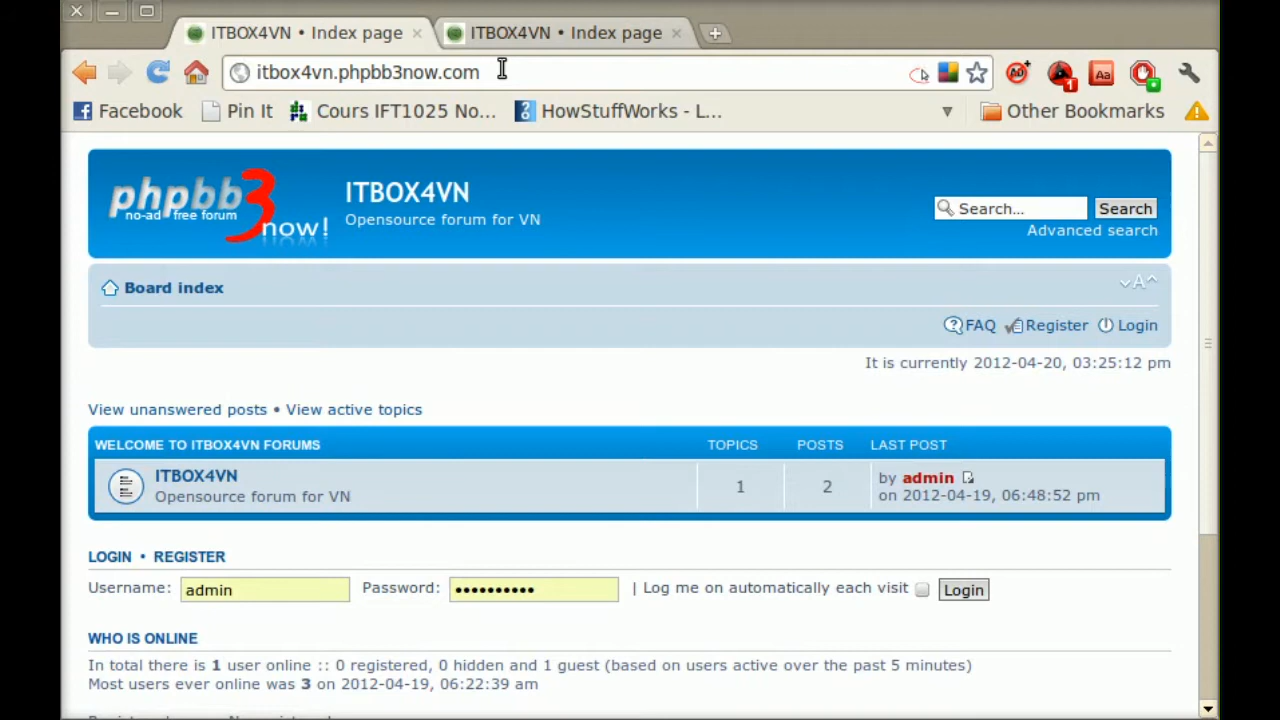 ITBOX4VN • Index page
ITBOX4VN • Index page
itbox4vn.phpbb3now.com
Facebook Pin It Cours IFT1025 No... HowStuffWorks - L... Other Bookmarks
phpbb3 now!
no-ad free forum
ITBOX4VN
Opensource forum for VN
Search... Search
Advanced search
Board index
FAQ Register Login
It is currently 2012-04-20, 03:25:12 pm
View unanswered posts • View active topics
WELCOME TO ITBOX4VN FORUMS TOPICS POSTS LAST POST
ITBOX4VN
Opensource forum for VN
1 2
by admin
on 2012-04-19, 06:48:52 pm
LOGIN • REGISTER
Username: admin Password: •••••••••• | Log me on automatically each visit Login
WHO IS ONLINE
In total there is 1 user online :: 0 registered, 0 hidden and 1 guest (based on users active over the past 5 minutes)
Most users ever online was 3 on 2012-04-19, 06:22:39 am